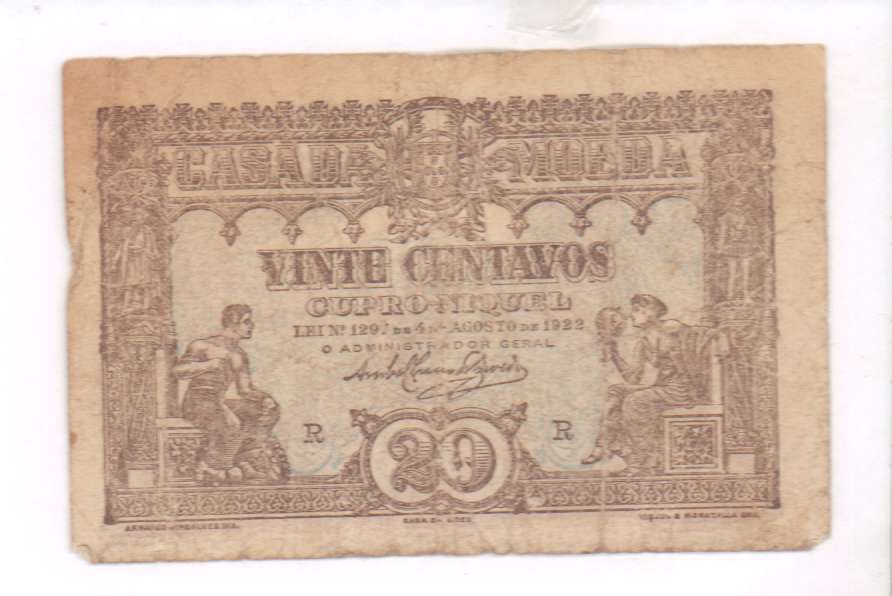 CASA DA MOEDA
VINTE CENTAVOS
CUPRO-NIQUEL
LEI Nº 1297 DE 4 DE AGOSTO DE 1922
O ADMINISTRADOR GERAL
R R
20